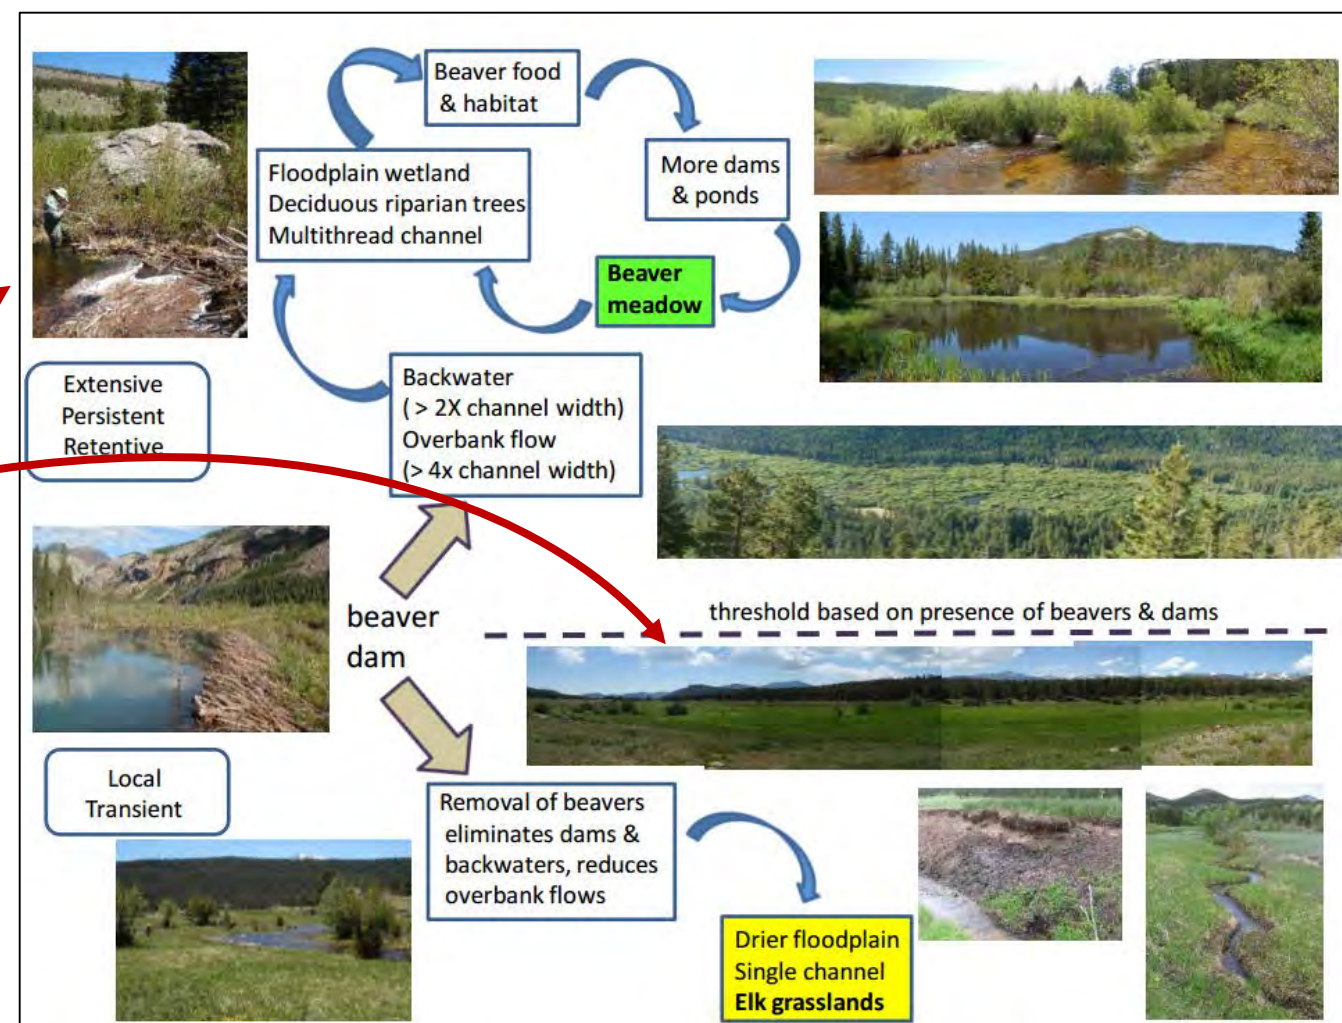 Beaver food
& habitat
Floodplain wetland
Deciduous riparian trees
Multithread channel
More dams
& ponds
Beaver
meadow
Extensive
Persistent
Retentive
Backwater
( > 2X channel width)
Overbank flow
(> 4x channel width)
beaver
dam
threshold based on presence of beavers & dams
Local
Transient
Removal of beavers
eliminates dams &
backwaters, reduces
overbank flows
Drier floodplain
Single channel
Elk grasslands